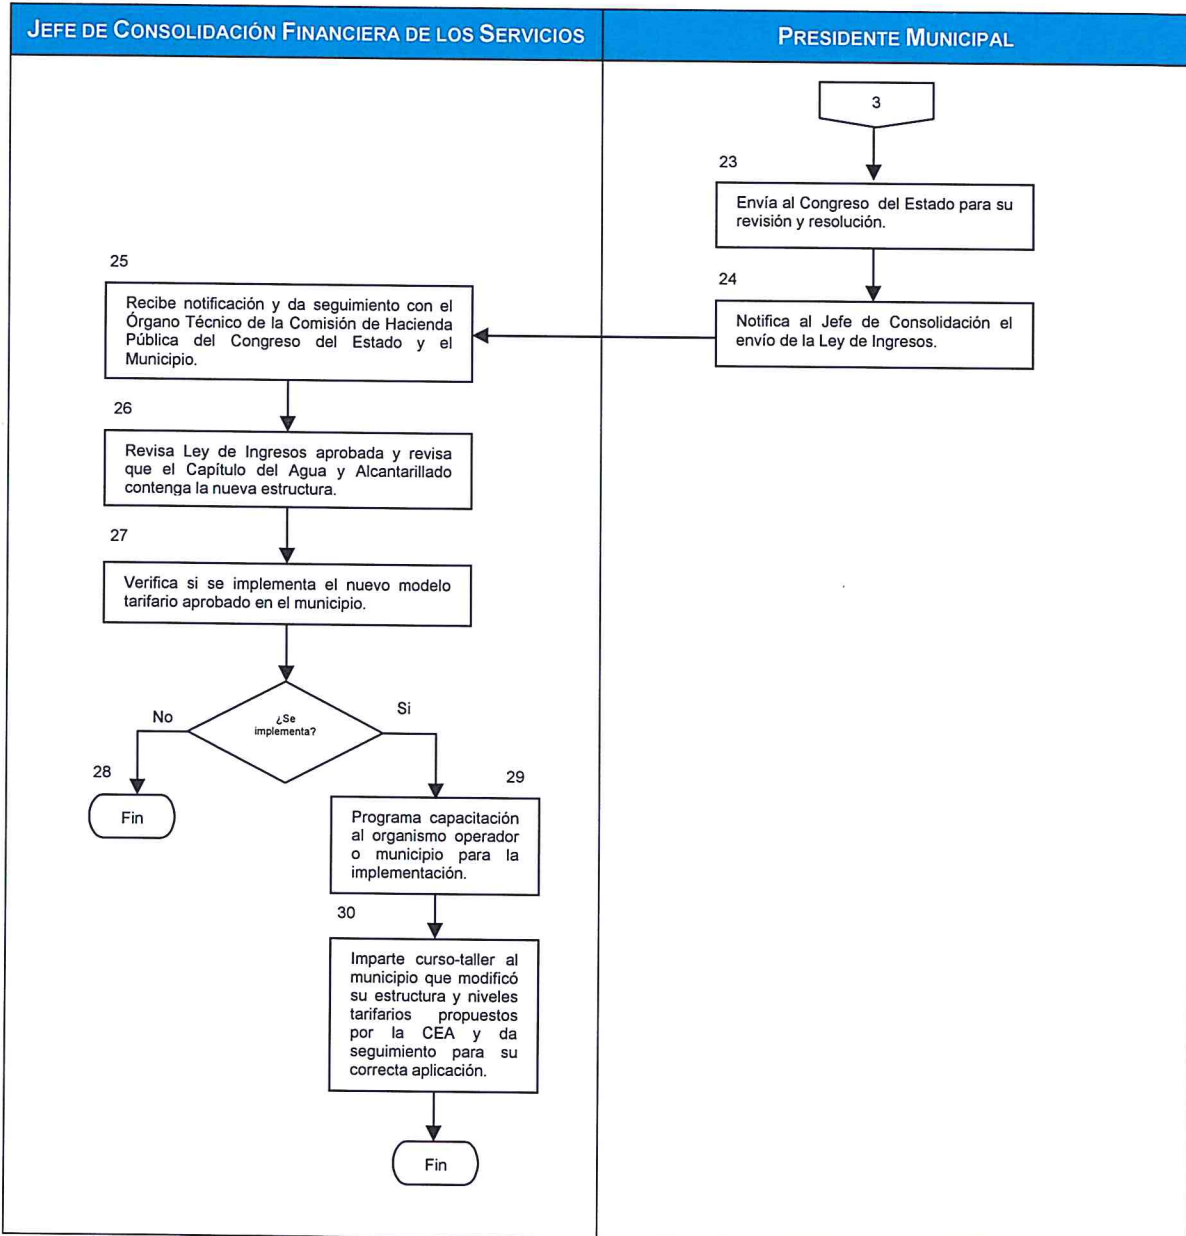 JEFE DE CONSOLIDACIÓN FINANCIERA DE LOS SERVICIOS
PRESIDENTE MUNICIPAL
3
23
Envía al Congreso del Estado para su
revisión y resolución.
24
Notifica al Jefe de Consolidación el
envío de la Ley de Ingresos.
25
Recibe notificación y da seguimiento con el
Órgano Técnico de la Comisión de Hacienda
Pública del Congreso del Estado y el
Municipio.
26
Revisa Ley de Ingresos aprobada y revisa
que el Capítulo del Agua y Alcantarillado
contenga la nueva estructura.
27
Verifica si se implementa el nuevo modelo
tarifario aprobado en el municipio.
¿Se
implementa?
No
Si
28
Fin
29
Programa capacitación
al organismo operador
o municipio para la
implementación.
30
Imparte curso-taller al
municipio que modificó
su estructura y niveles
tarifarios propuestos
por la CEA y da
seguimiento para su
correcta aplicación.
Fin